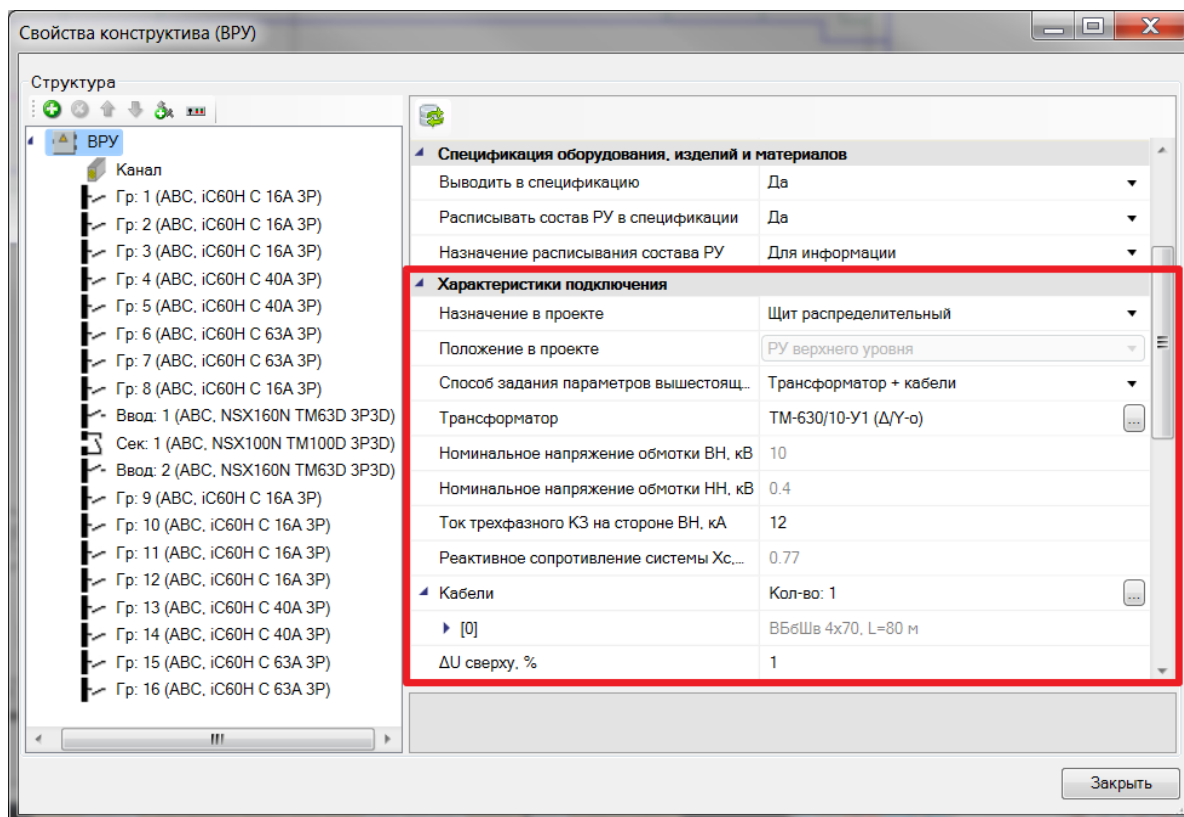 Свойства конструктива (ВРУ)
Структура
ВРУ
Канал
Гр: 1 (ABC, iC60H C 16A 3P)
Гр: 2 (ABC, iC60H C 16A 3P)
Гр: 3 (ABC, iC60H C 16A 3P)
Гр: 4 (ABC, iC60H C 40A 3P)
Гр: 5 (ABC, iC60H C 40A 3P)
Гр: 6 (ABC, iC60H C 63A 3P)
Гр: 7 (ABC, iC60H C 63A 3P)
Гр: 8 (ABC, iC60H C 16A 3P)
Ввод: 1 (ABC, NSX160N TM63D 3P3D)
Сек: 1 (ABC, NSX100N TM100D 3P3D)
Ввод: 2 (ABC, NSX160N TM63D 3P3D)
Гр: 9 (ABC, iC60H C 16A 3P)
Гр: 10 (ABC, iC60H C 16A 3P)
Гр: 11 (ABC, iC60H C 16A 3P)
Гр: 12 (ABC, iC60H C 16A 3P)
Гр: 13 (ABC, iC60H C 40A 3P)
Гр: 14 (ABC, iC60H C 40A 3P)
Гр: 15 (ABC, iC60H C 63A 3P)
Гр: 16 (ABC, iC60H C 63A 3P)
Спецификация оборудования, изделий и материалов
Выводить в спецификацию Да
Расписывать состав РУ в спецификации Да
Назначение расписывания состава РУ Для информации
Характеристики подключения
Назначение в проекте Щит распределительный
Положение в проекте РУ верхнего уровня
Способ задания параметров вышестоящ... Трансформатор + кабели
Трансформатор ТМ-630/10-У1 (Δ/Y-о) ...
Номинальное напряжение обмотки ВН, кВ 10
Номинальное напряжение обмотки НН, кВ 0.4
Ток трехфазного КЗ на стороне ВН, кА 12
Реактивное сопротивление системы Xc,... 0.77
Кабели Кол-во: 1 ...
[0] ВБбШв 4x70, L=80 м
ΔU сверху, % 1
Закрыть